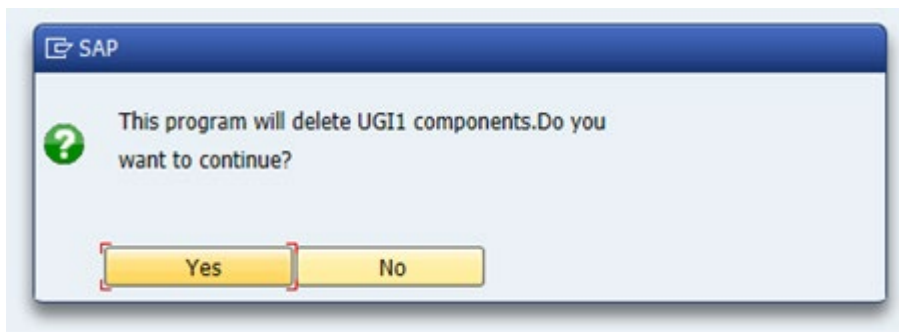 SAP
This program will delete UGI1 components.Do you
want to continue?
Yes
No